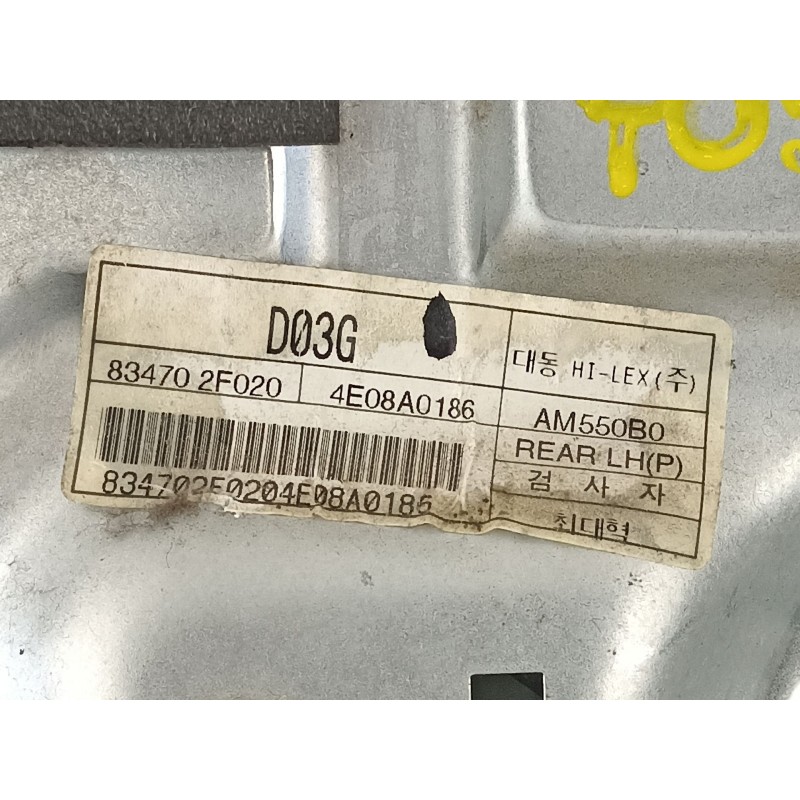 D03G
대동 HI-LEX(주)
83470 2F020
4E08A0186
AM550B0
REAR LH(P)
834702F0204E08A0186
검 사 자
최대혁